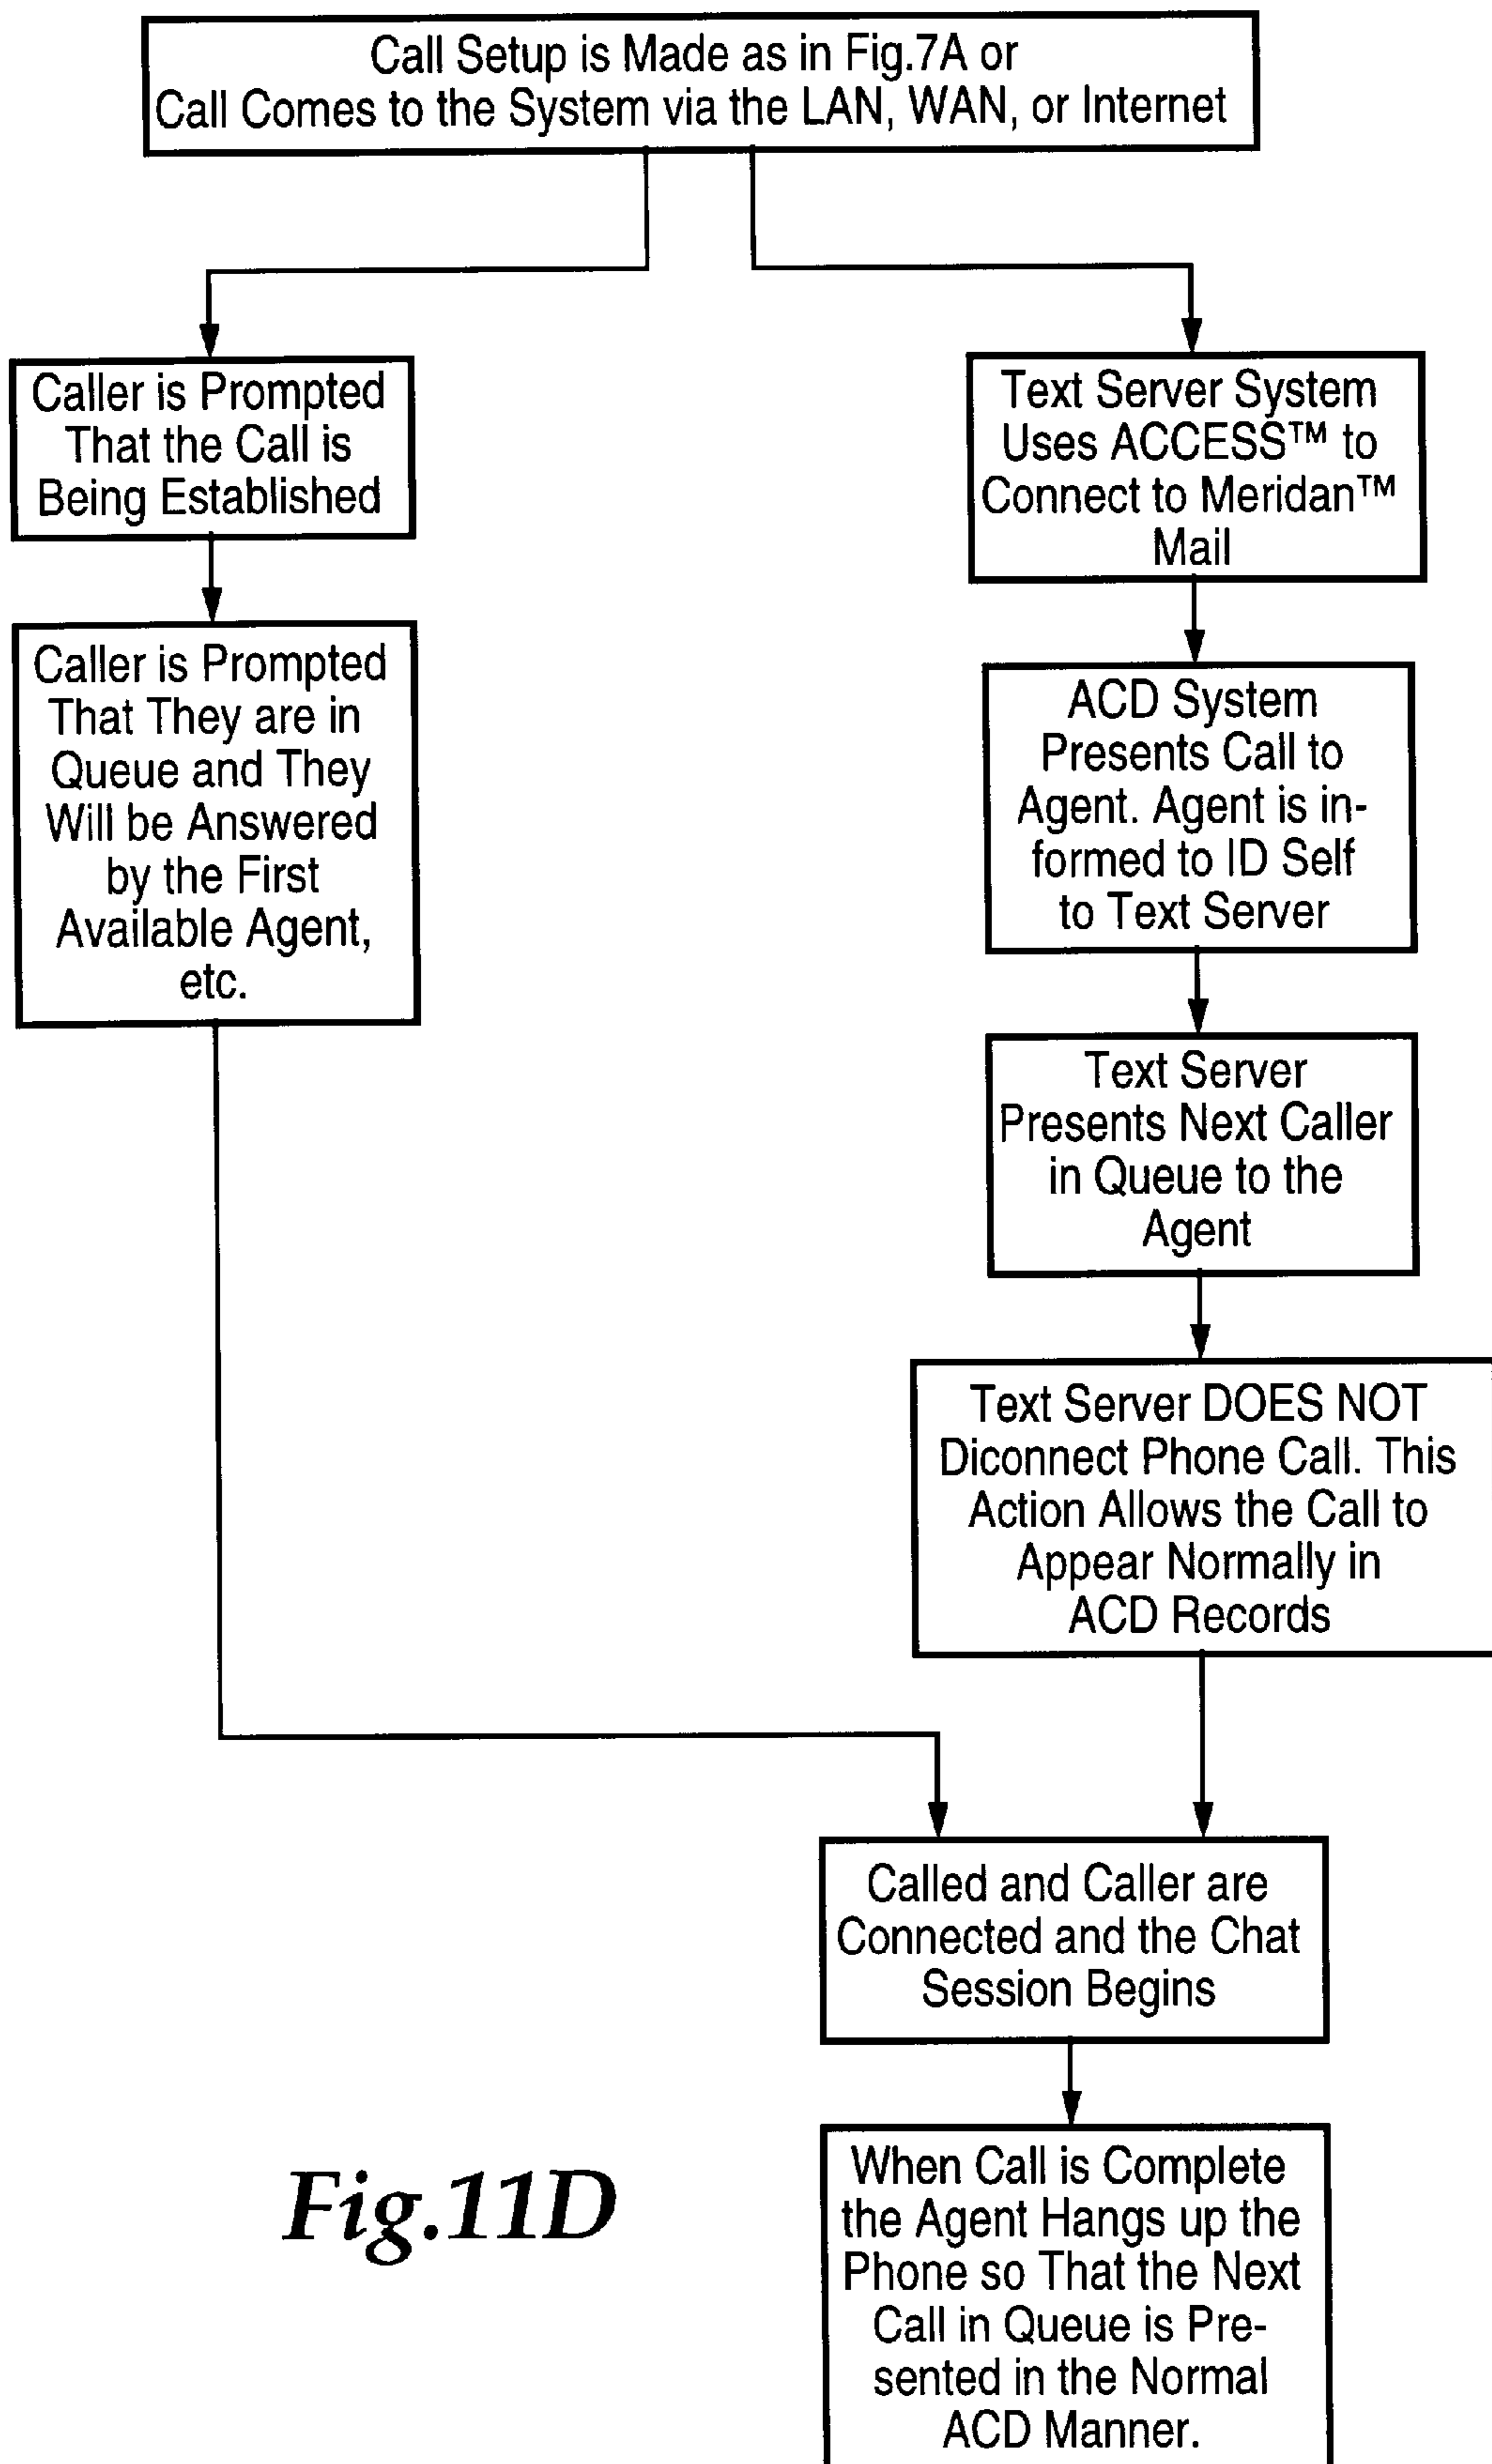 Call Setup is Made as in Fig.7A or
Call Comes to the System via the LAN, WAN, or Internet
Caller is Prompted
That the Call is
Being Established
Caller is Prompted
That They are in
Queue and They
Will be Answered
by the First
Available Agent,
etc.
Text Server System
Uses ACCESS™ to
Connect to Meridan™
Mail
ACD System
Presents Call to
Agent. Agent is in-
formed to ID Self
to Text Server
Text Server
Presents Next Caller
in Queue to the
Agent
Text Server DOES NOT
Diconnect Phone Call. This
Action Allows the Call to
Appear Normally in
ACD Records
Called and Caller are
Connected and the Chat
Session Begins
When Call is Complete
the Agent Hangs up the
Phone so That the Next
Call in Queue is Pre-
sented in the Normal
ACD Manner.
Fig.11D